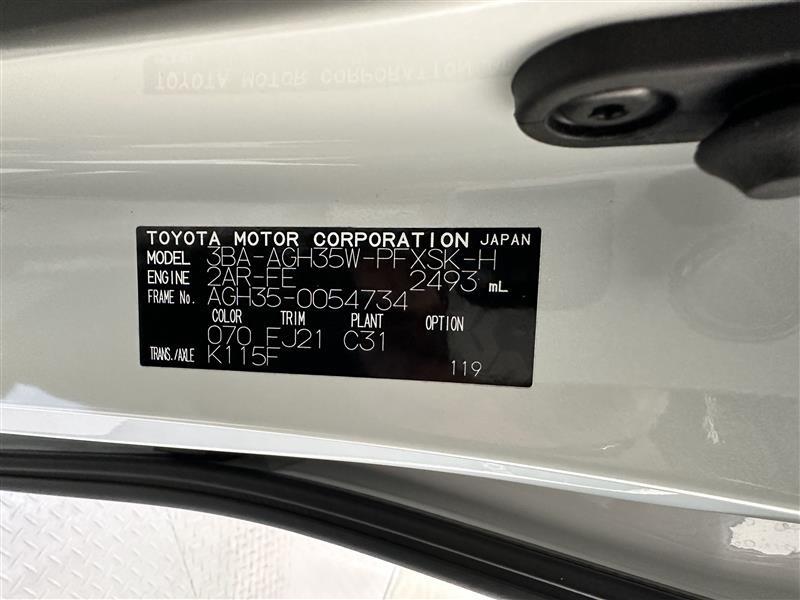 TOYOTA MOTOR CORPORATION JAPAN
MODEL 3BA-AGH35W-PFXSK-H
ENGINE 2AR-FE 2493 mL
FRAME No. AGH35-0054734
COLOR TRIM PLANT OPTION
070 EJ21 C31
TRANS./AXLE K115F
119